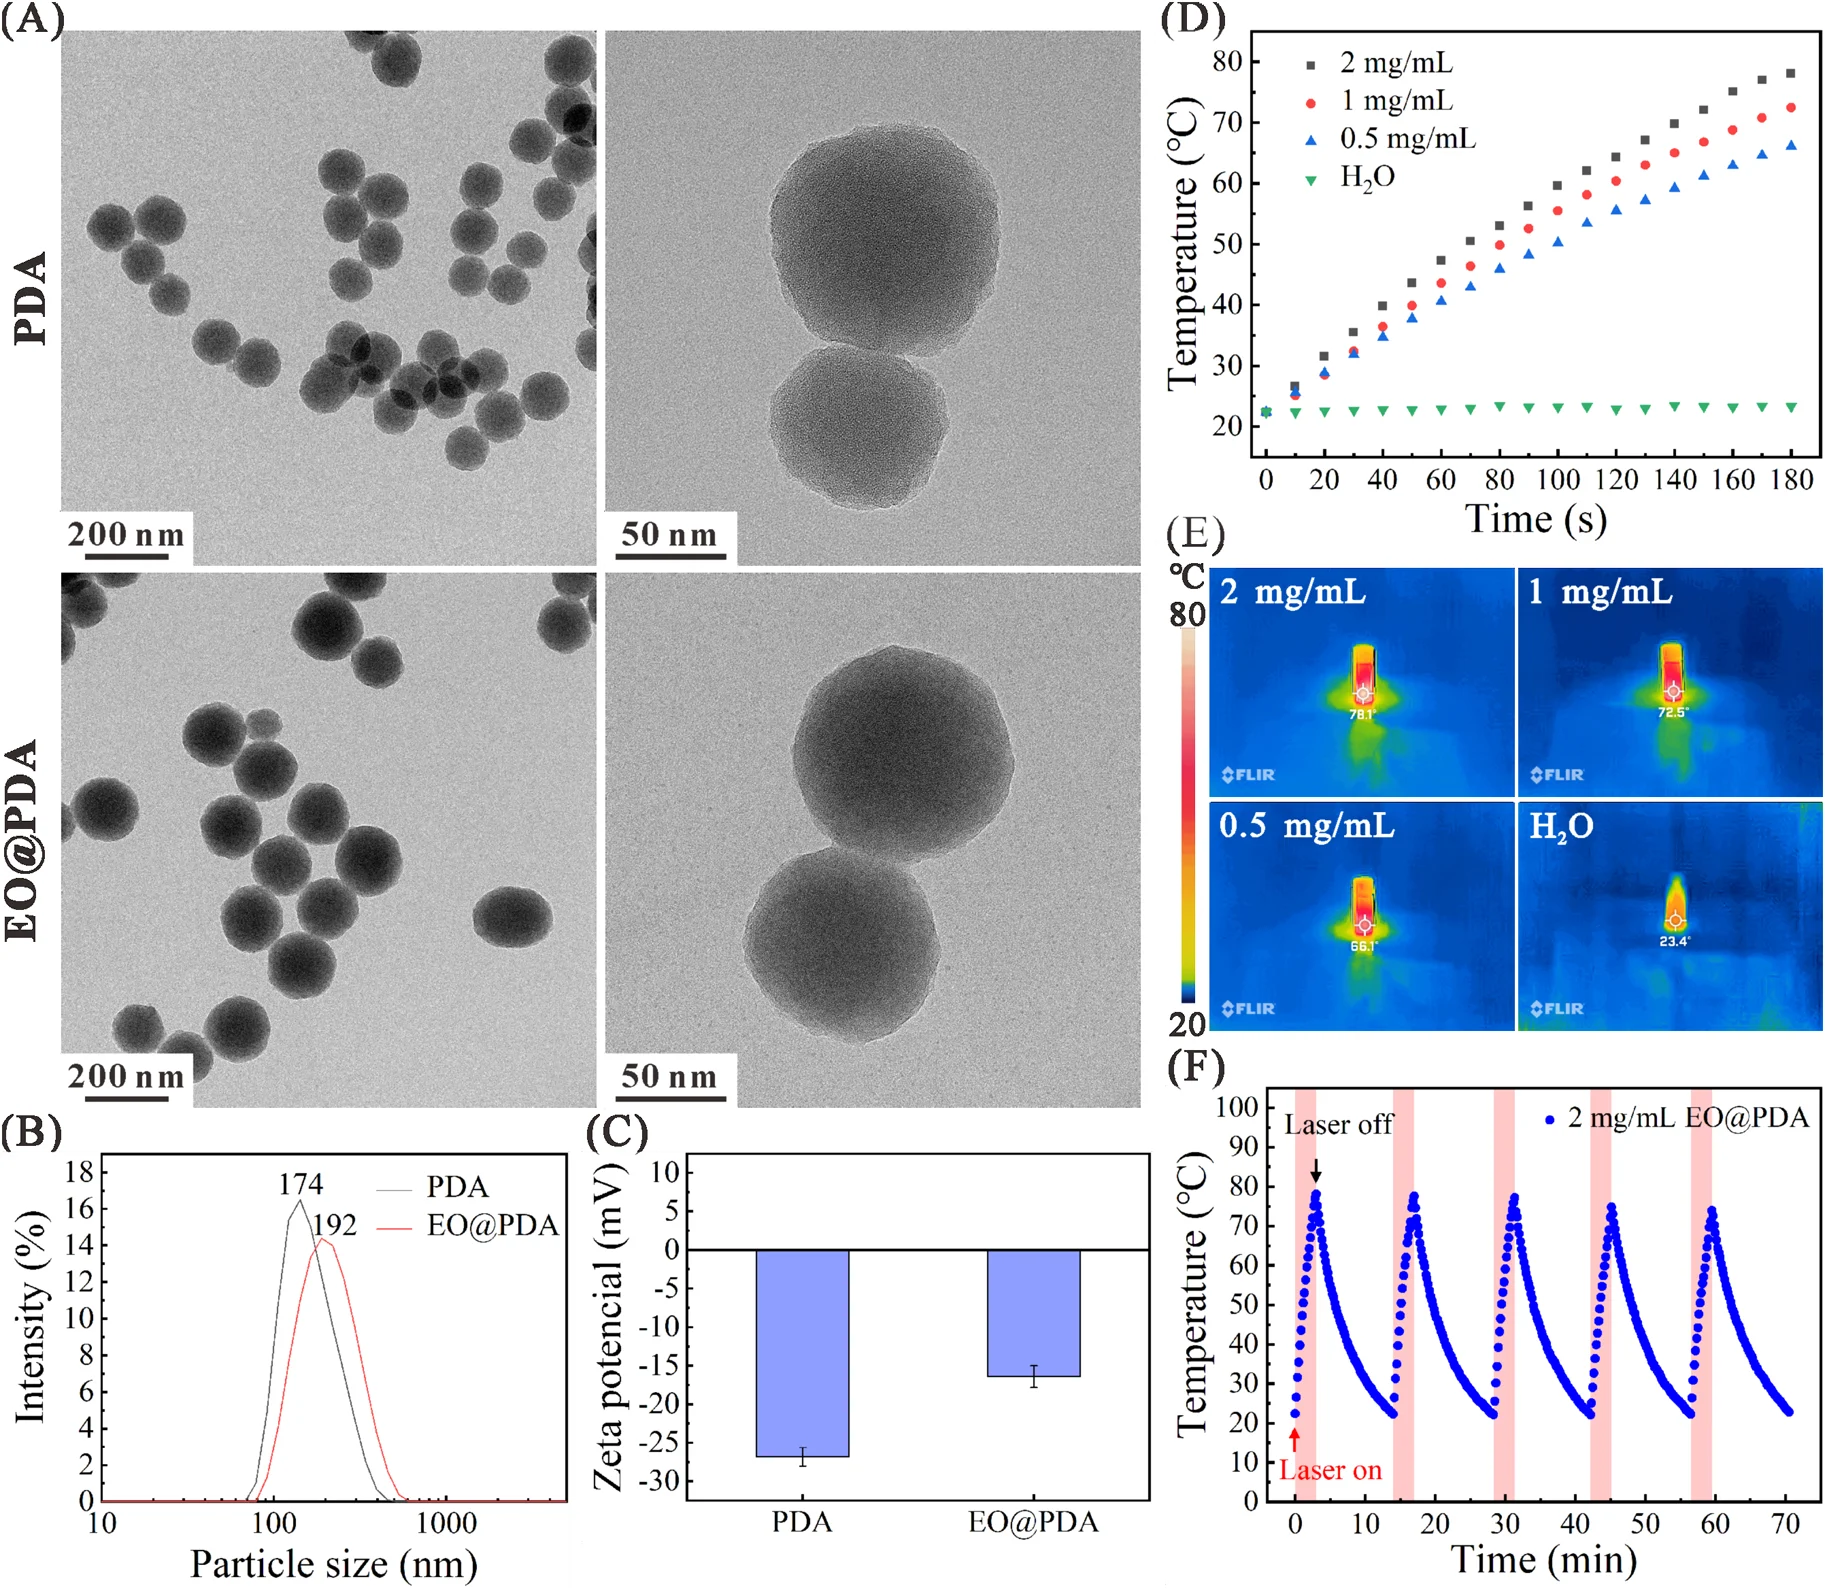 (A)
PDA
200 nm
50 nm
EO@PDA
200 nm
50 nm
(B)
Intensity (%)
18
16
14
12
10
8
6
4
2
0
174
192
PDA
EO@PDA
10
100
1000
Particle size (nm)
(C)
Zeta potencial (mV)
10
5
0
-5
-10
-15
-20
-25
-30
PDA
EO@PDA
(D)
Temperature (°C)
80
70
60
50
40
30
20
2 mg/mL
1 mg/mL
0.5 mg/mL
H₂O
0 20 40 60 80 100 120 140 160 180
Time (s)
(E)
°C
80
20
2 mg/mL
78.1°
FLIR
1 mg/mL
72.5°
FLIR
0.5 mg/mL
66.1°
FLIR
H₂O
23.4°
FLIR
(F)
Temperature (°C)
100
90
80
70
60
50
40
30
20
10
0
Laser off
2 mg/mL EO@PDA
Laser on
0 10 20 30 40 50 60 70
Time (min)